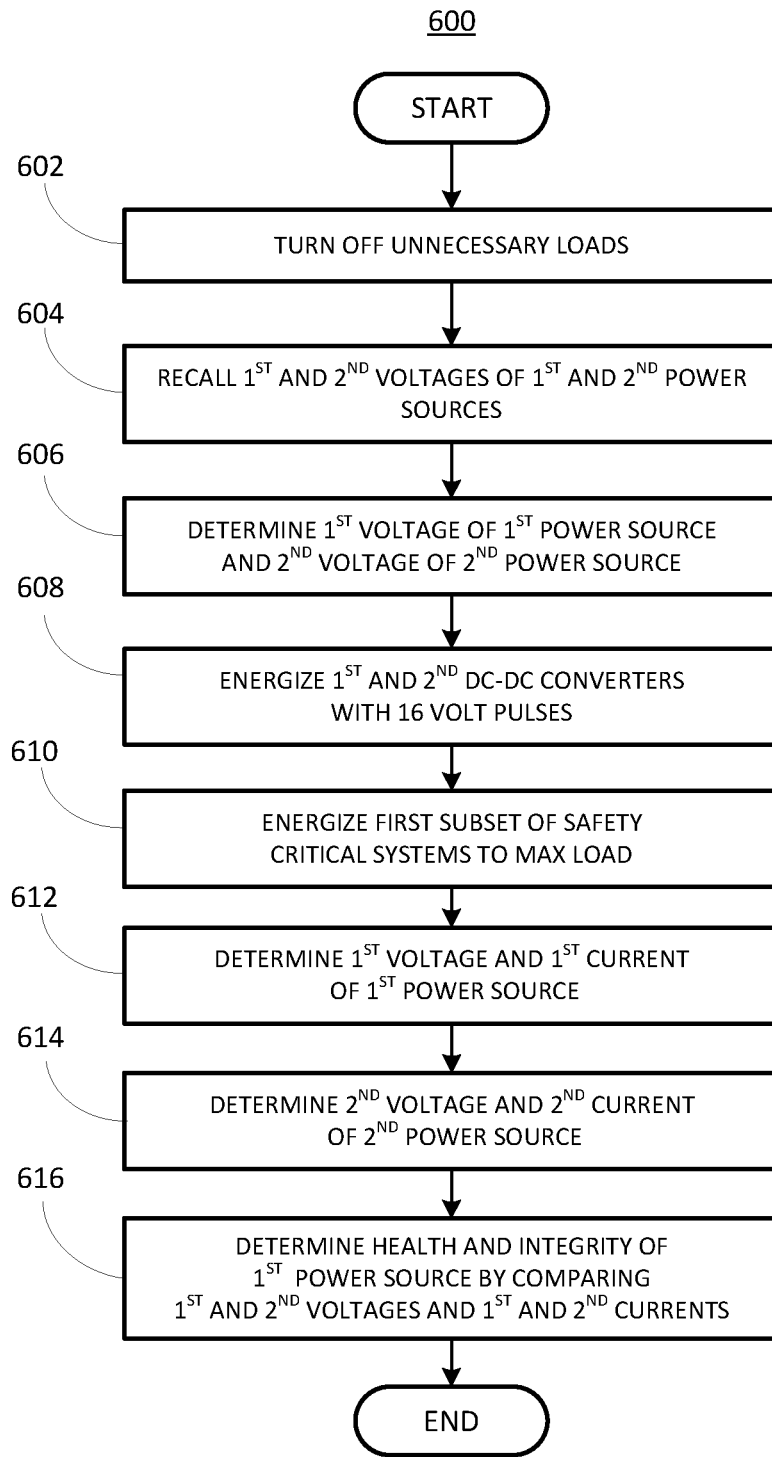 600
START
602
TURN OFF UNNECESSARY LOADS
604
RECALL 1ST AND 2ND VOLTAGES OF 1ST AND 2ND POWER
SOURCES
606
DETERMINE 1ST VOLTAGE OF 1ST POWER SOURCE
AND 2ND VOLTAGE OF 2ND POWER SOURCE
608
ENERGIZE 1ST AND 2ND DC-DC CONVERTERS
WITH 16 VOLT PULSES
610
ENERGIZE FIRST SUBSET OF SAFETY
CRITICAL SYSTEMS TO MAX LOAD
612
DETERMINE 1ST VOLTAGE AND 1ST CURRENT
OF 1ST POWER SOURCE
614
DETERMINE 2ND VOLTAGE AND 2ND CURRENT
OF 2ND POWER SOURCE
616
DETERMINE HEALTH AND INTEGRITY OF
1ST POWER SOURCE BY COMPARING
1ST AND 2ND VOLTAGES AND 1ST AND 2ND CURRENTS
END